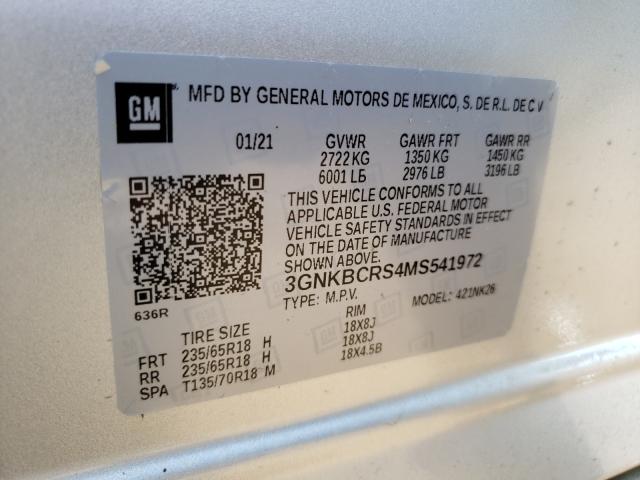 GM
MFD BY GENERAL MOTORS DE MEXICO, S. DE R.L. DE C V
01/21 GVWR GAWR FRT GAWR RR
2722 KG 1350 KG 1450 KG
6001 LB 2976 LB 3196 LB
THIS VEHICLE CONFORMS TO ALL
APPLICABLE U.S. FEDERAL MOTOR
VEHICLE SAFETY STANDARDS IN EFFECT
ON THE DATE OF MANUFACTURE
SHOWN ABOVE.
3GNKBCRS4MS541972
TYPE: M.P.V. MODEL: 421NK26
636R
TIRE SIZE RIM
FRT 235/65R18 H 18X8J
RR 235/65R18 H 18X8J
SPA T135/70R18 M 18X4.5B